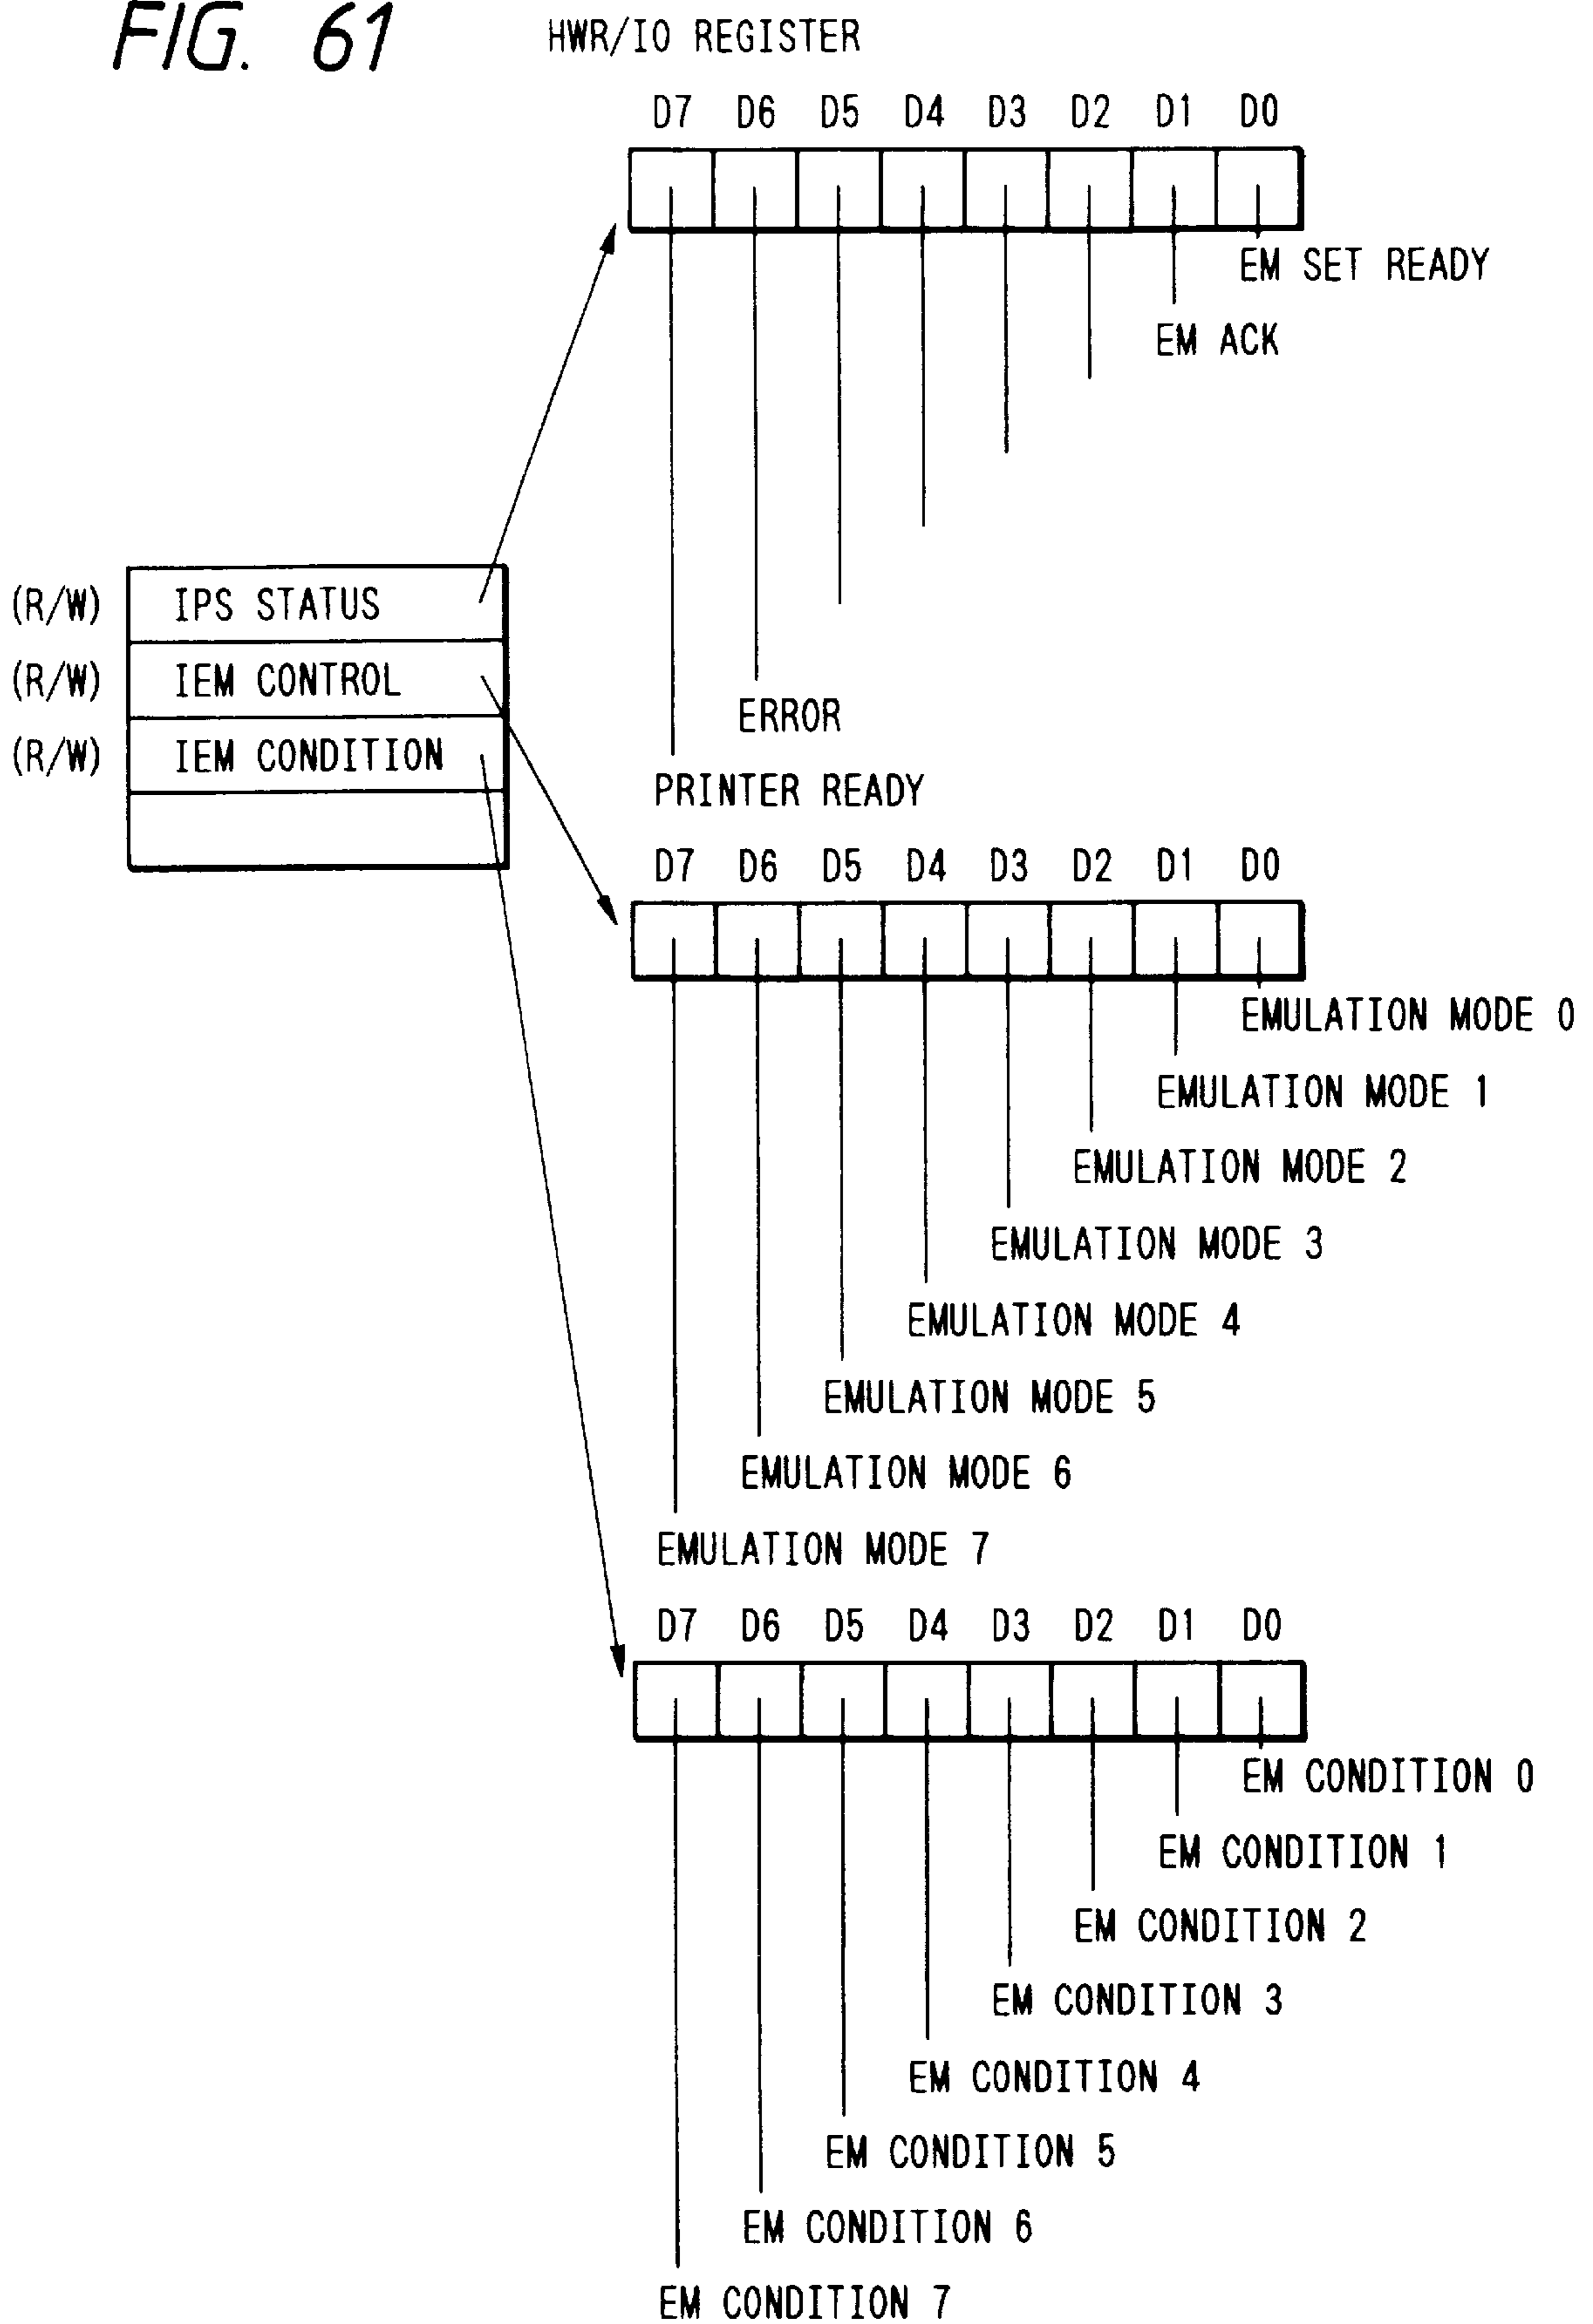 FIG. 61
HWR/IO REGISTER
D7 D6 D5 D4 D3 D2 D1 D0
EM SET READY
EM ACK
(R/W) IPS STATUS
(R/W) IEM CONTROL
ERROR
(R/W) IEM CONDITION
PRINTER READY
D7 D6 D5 D4 D3 D2 D1 D0
EMULATION MODE 0
EMULATION MODE 1
EMULATION MODE 2
EMULATION MODE 3
EMULATION MODE 4
EMULATION MODE 5
EMULATION MODE 6
EMULATION MODE 7
D7 D6 D5 D4 D3 D2 D1 D0
EM CONDITION 0
EM CONDITION 1
EM CONDITION 2
EM CONDITION 3
EM CONDITION 4
EM CONDITION 5
EM CONDITION 6
EM CONDITION 7